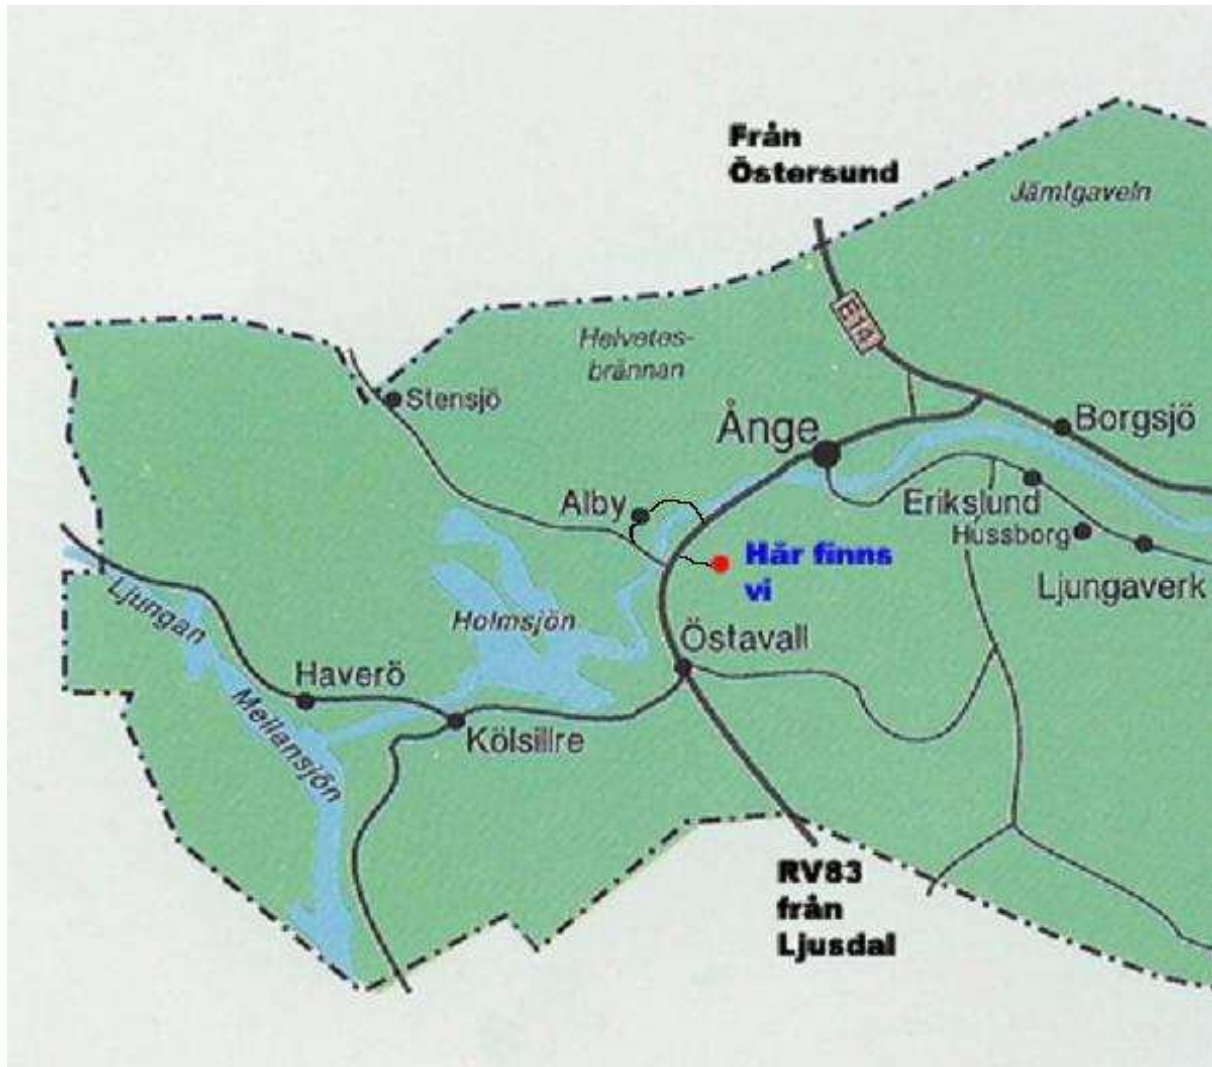 Från
Östersund
Jämtgaveln
E14
Helvetes-
brännan
Stensjö
Ånge
Borgsjö
Alby
Erikslund
Hussborg
Här finns
vi
Ljungaverk
Ljungan
Holmsjön
Östavall
Haverö
Mellansjön
Kölsillre
RV83
från
Ljusdal